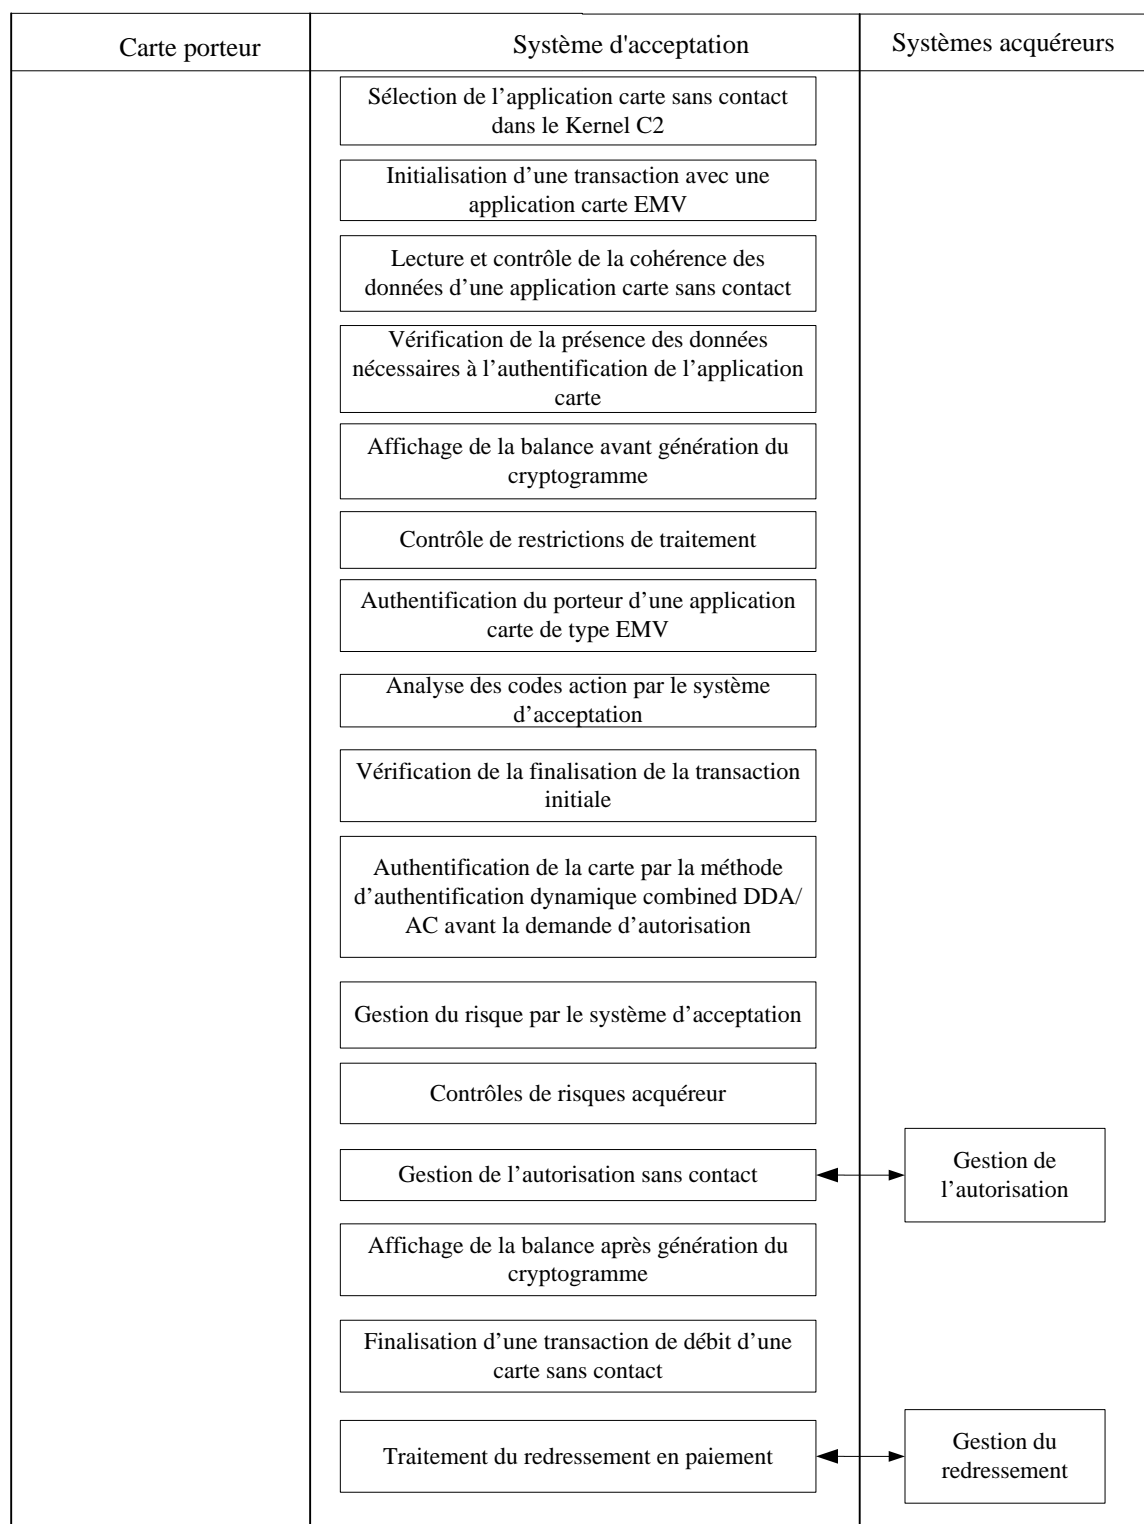 Carte porteur
Système d'acceptation
Systèmes acquéreurs
Sélection de l’application carte sans contact
dans le Kernel C2
Initialisation d’une transaction avec une
application carte EMV
Lecture et contrôle de la cohérence des
données d’une application carte sans contact
Vérification de la présence des données
nécessaires à l’authentification de l’application
carte
Affichage de la balance avant génération du
cryptogramme
Contrôle de restrictions de traitement
Authentification du porteur d’une application
carte de type EMV
Analyse des codes action par le système
d’acceptation
Vérification de la finalisation de la transaction
initiale
Authentification de la carte par la méthode
d’authentification dynamique combined DDA/
AC avant la demande d’autorisation
Gestion du risque par le système d’acceptation
Contrôles de risques acquéreur
Gestion de l’autorisation sans contact
Gestion de
l’autorisation
Affichage de la balance après génération du
cryptogramme
Finalisation d’une transaction de débit d’une
carte sans contact
Traitement du redressement en paiement
Gestion du
redressement